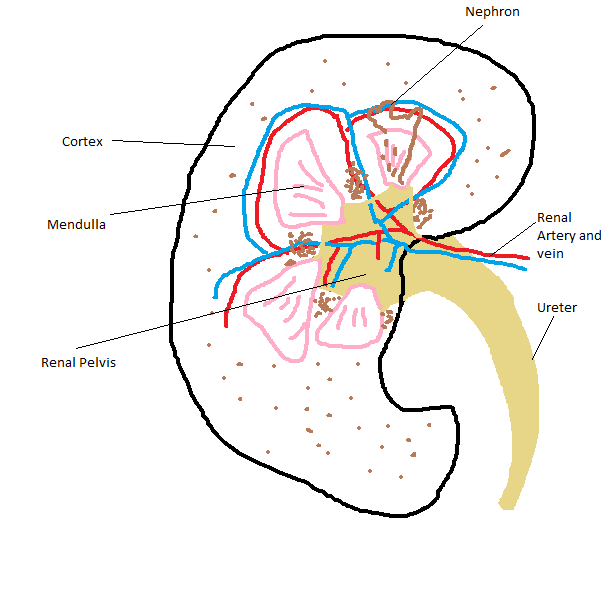 Nephron
Cortex
Mendulla
Renal
Artery and
vein
Ureter
Renal Pelvis